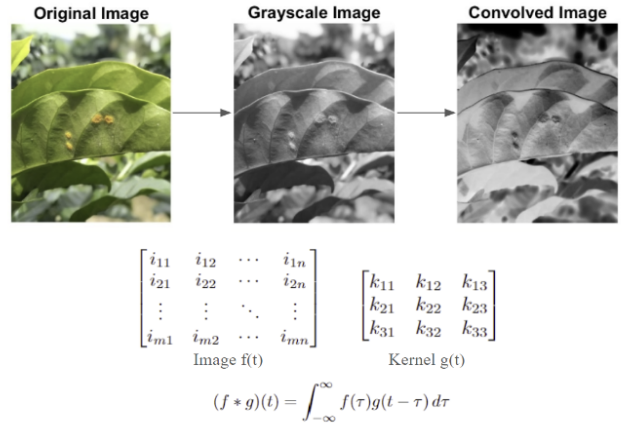 Original Image Grayscale Image Convolved Image
i11 i12 ⋯ i1n
i21 i22 ⋯ i2n
⋮ ⋮ ⋱ ⋮
im1 im2 ⋯ imn
k11 k12 k13
k21 k22 k23
k31 k32 k33
Image f(t) Kernel g(t)
(f * g)(t) = ∫_{-∞}^{∞} f(τ)g(t − τ) dτ